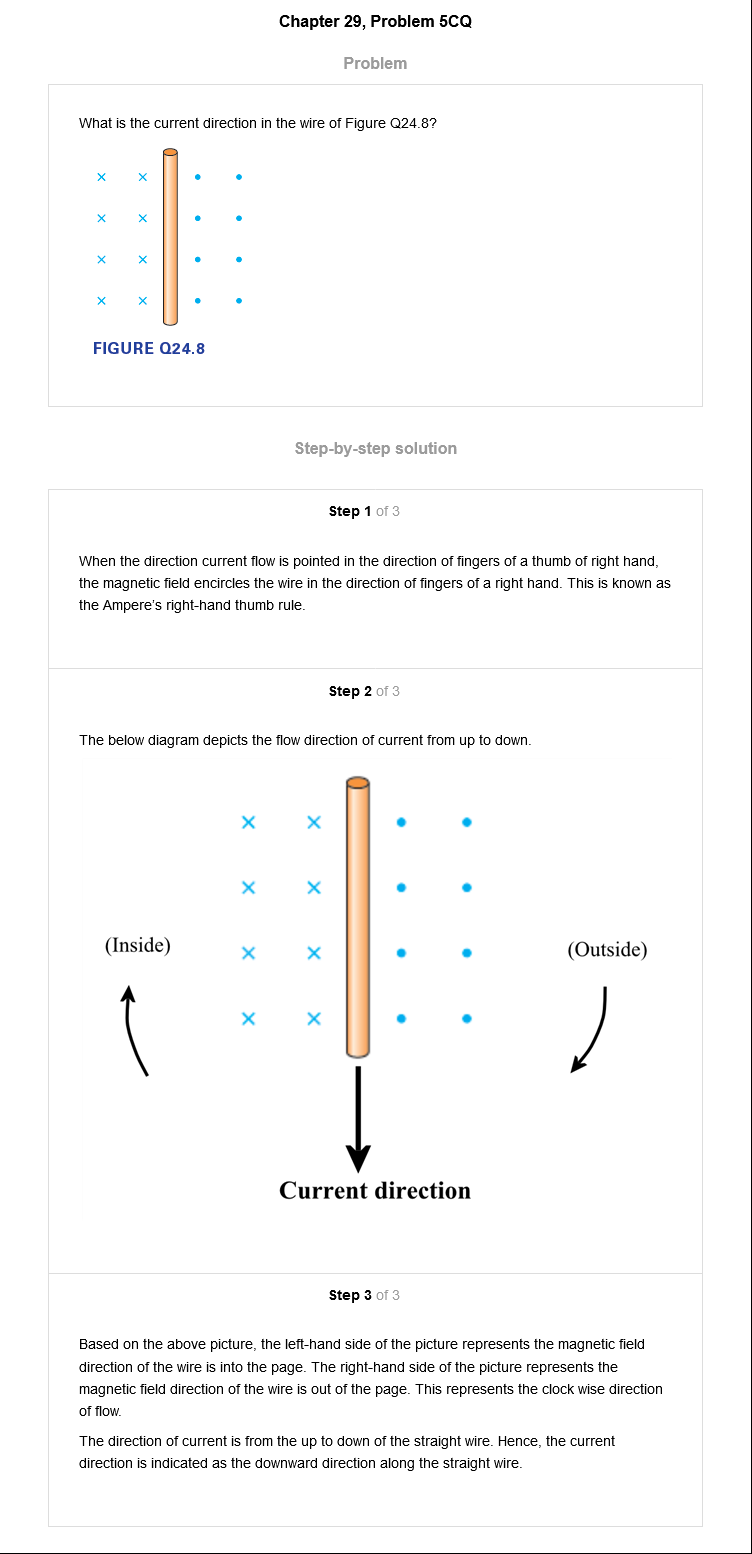 Chapter 29, Problem 5CQ
Problem
What is the current direction in the wire of Figure Q24.8?
FIGURE Q24.8
Step-by-step solution
Step 1 of 3
When the direction current flow is pointed in the direction of fingers of a thumb of right hand,
the magnetic field encircles the wire in the direction of fingers of a right hand. This is known as
the Ampere's right-hand thumb rule.
Step 2 of 3
The below diagram depicts the flow direction of current from up to down.
(Inside)
(Outside)
Current direction
Step 3 of 3
Based on the above picture, the left-hand side of the picture represents the magnetic field
direction of the wire is into the page. The right-hand side of the picture represents the
magnetic field direction of the wire is out of the page. This represents the clock wise direction
of flow.
The direction of current is from the up to down of the straight wire. Hence, the current
direction is indicated as the downward direction along the straight wire.